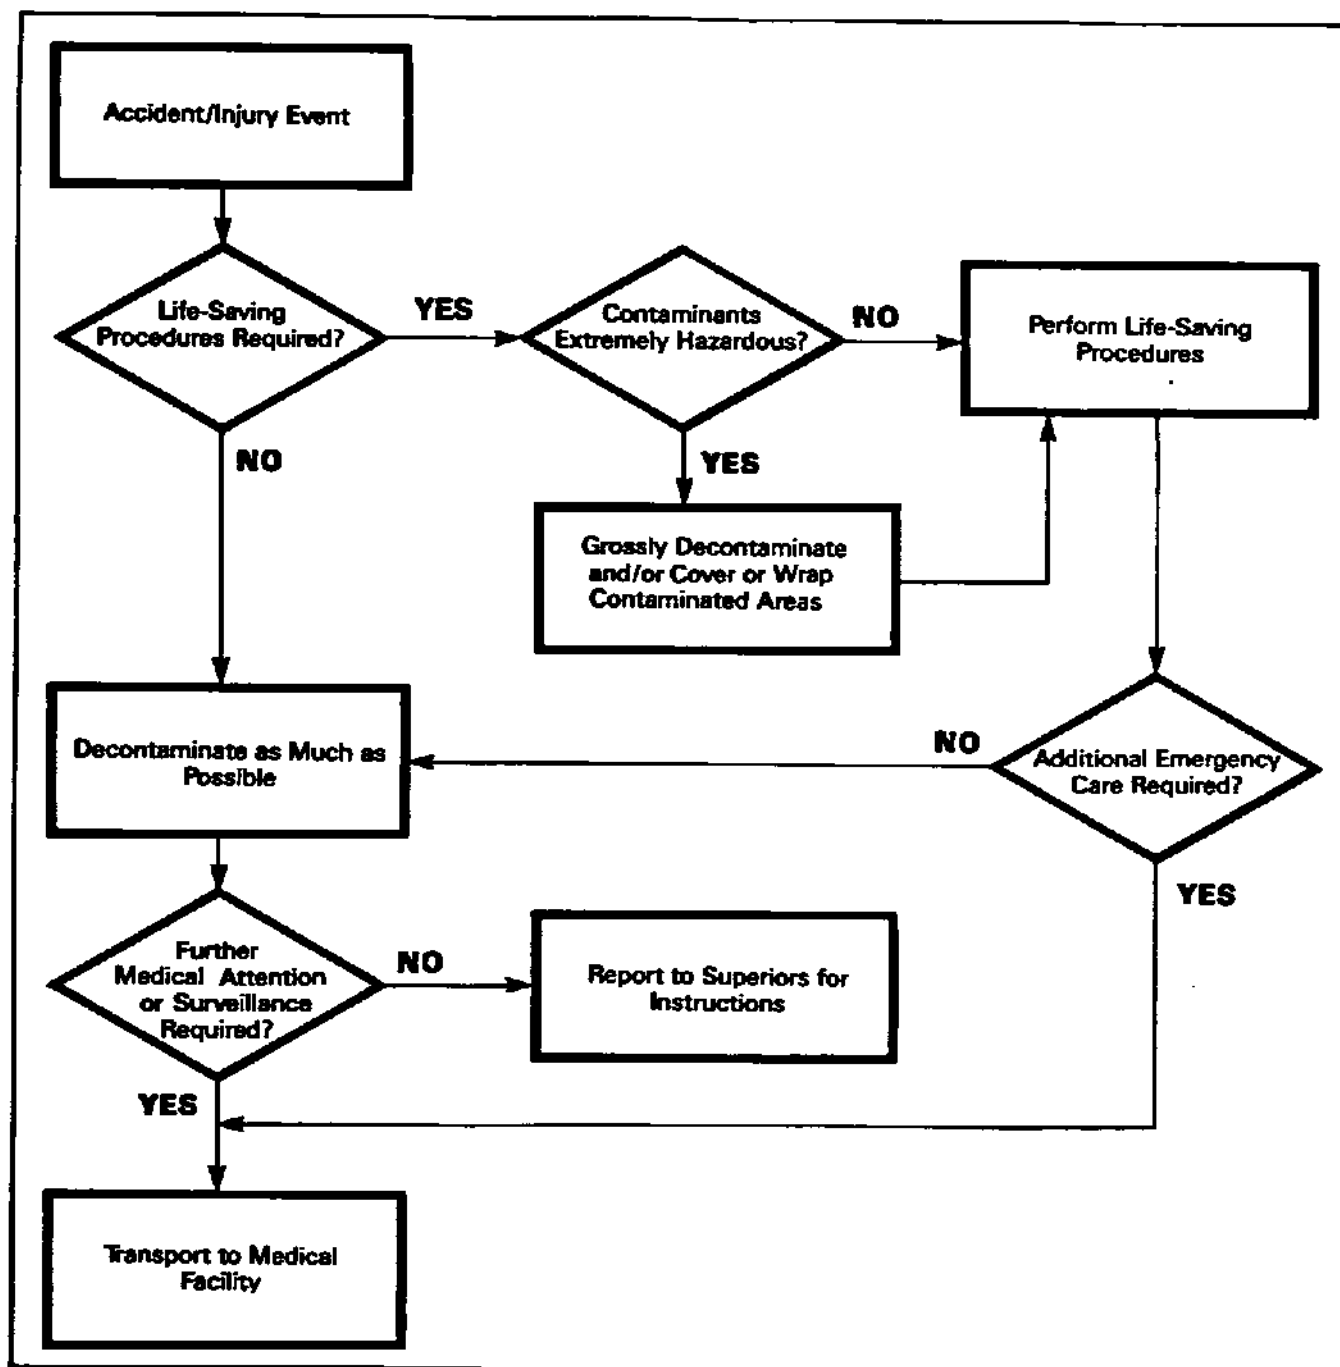 Accident/Injury Event
Life-Saving
Procedures Required?
YES
Contaminants
Extremely Hazardous?
NO
Perform Life-Saving
Procedures
NO
YES
Grossly Decontaminate
and/or Cover or Wrap
Contaminated Areas
Decontaminate as Much as
Possible
NO
Additional Emergency
Care Required?
YES
Further
Medical Attention
or Surveillance
Required?
NO
Report to Superiors for
Instructions
YES
Transport to Medical
Facility